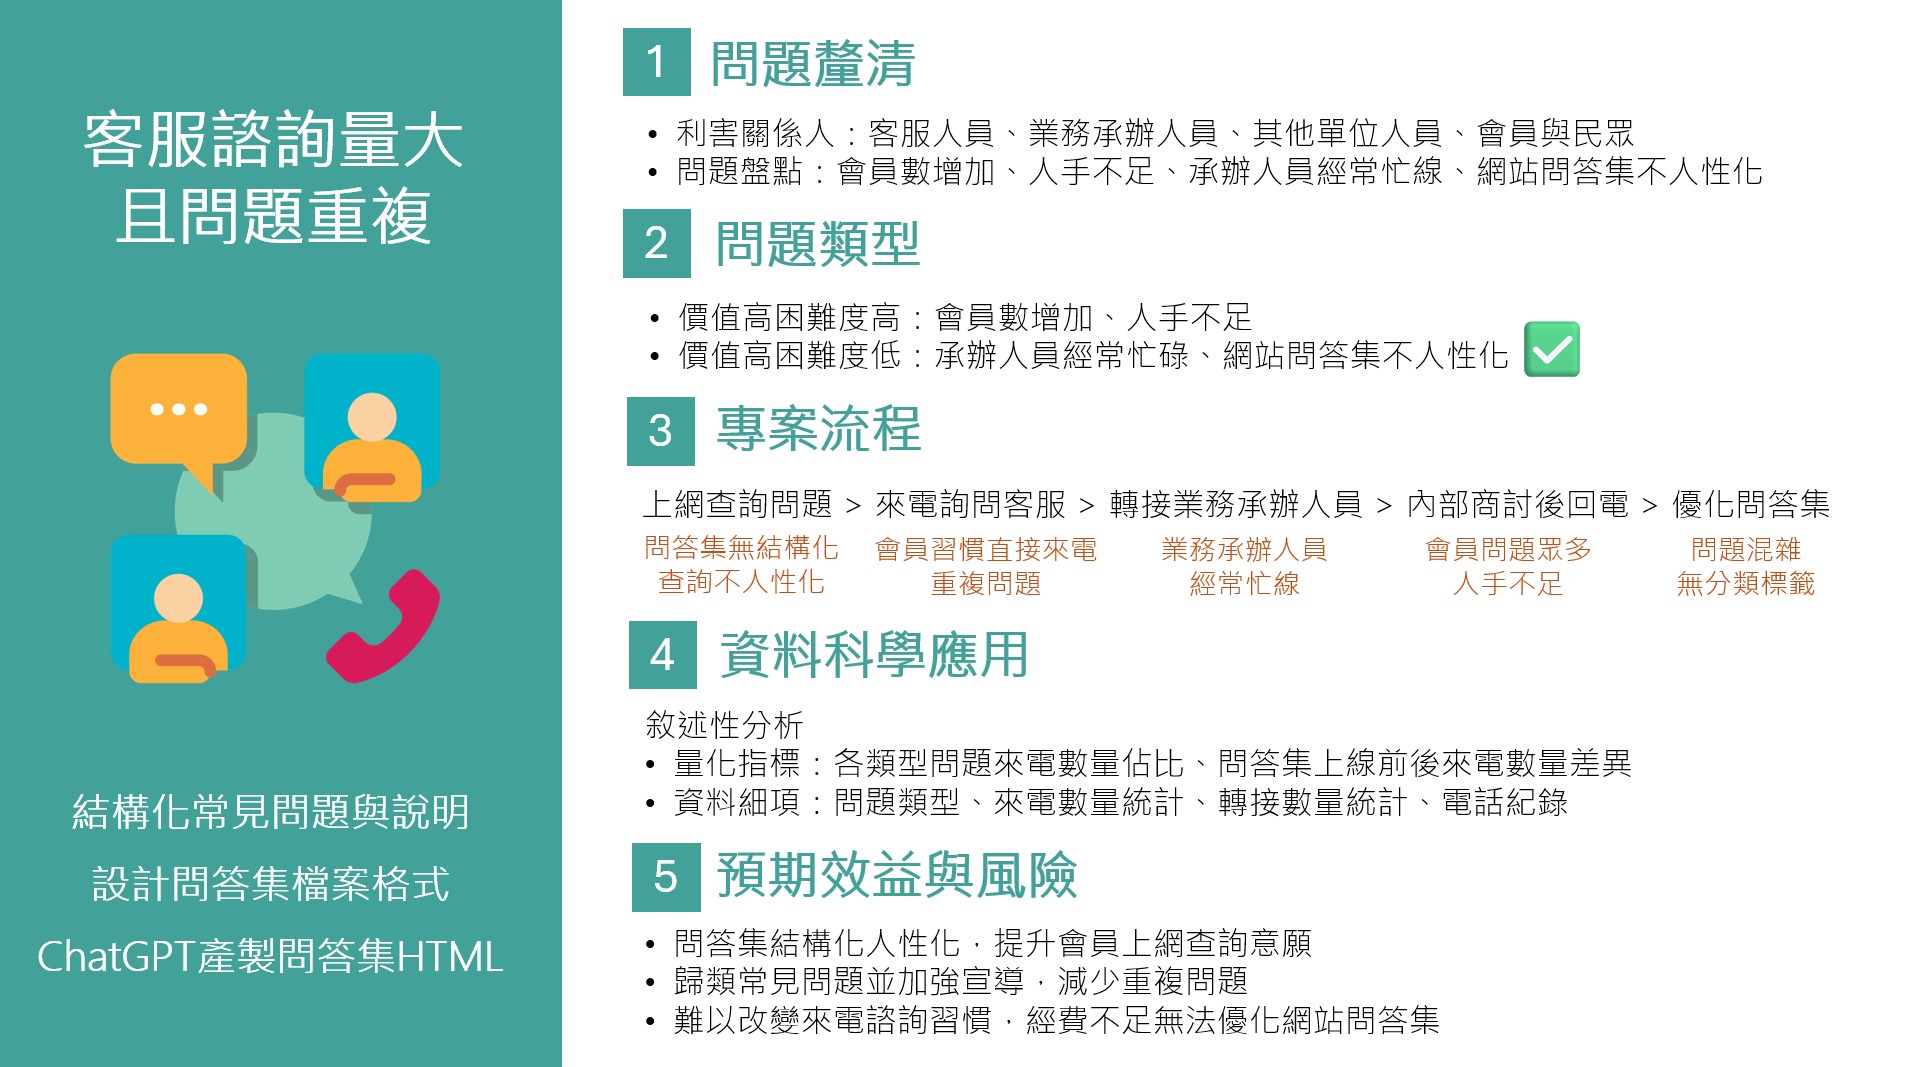 客服諮詢量大
且問題重複
結構化常見問題與說明
設計問答集檔案格式
ChatGPT產製問答集HTML
1 問題釐清
• 利害關係人：客服人員、業務承辦人員、其他單位人員、會員與民眾
• 問題盤點：會員數增加、人手不足、承辦人員經常忙線、網站問答集不人性化
2 問題類型
• 價值高困難度高：會員數增加、人手不足
• 價值高困難度低：承辦人員經常忙碌、網站問答集不人性化
3 專案流程
上網查詢問題 > 來電詢問客服 > 轉接業務承辦人員 > 內部商討後回電 > 優化問答集
問答集無結構化 會員習慣直接來電 業務承辦人員 會員問題眾多 問題混雜
查詢不人性化 重複問題 經常忙線 人手不足 無分類標籤
4 資料科學應用
敘述性分析
• 量化指標：各類型問題來電數量佔比、問答集上線前後來電數量差異
• 資料細項：問題類型、來電數量統計、轉接數量統計、電話紀錄
5 預期效益與風險
• 問答集結構化人性化，提升會員上網查詢意願
• 歸類常見問題並加強宣導，減少重複問題
• 難以改變來電諮詢習慣，經費不足無法優化網站問答集